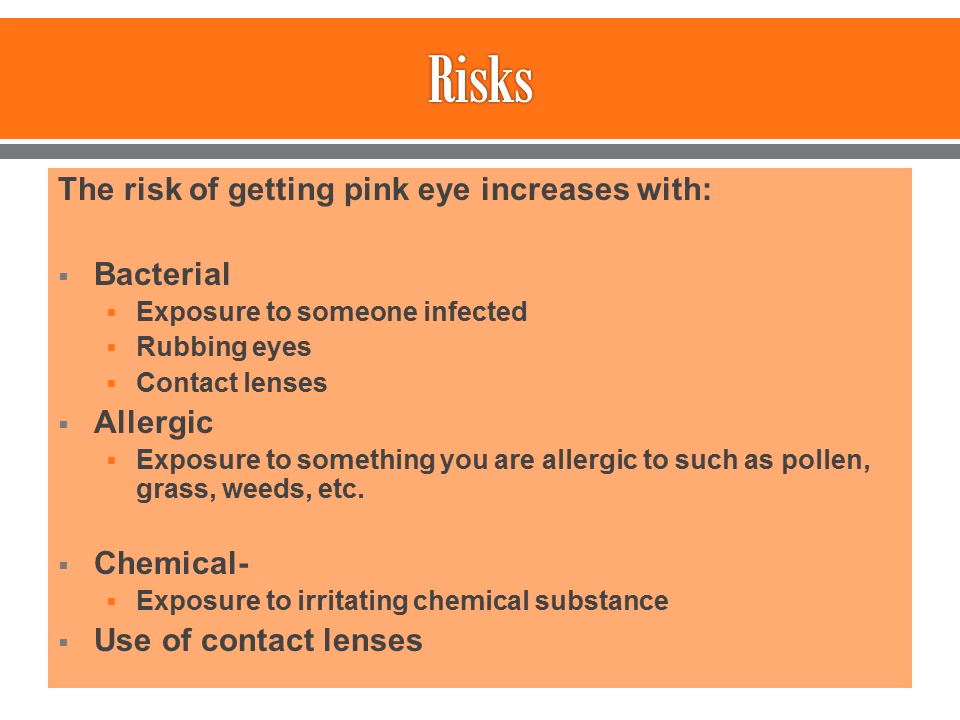 Risks
The risk of getting pink eye increases with:
Bacterial
Exposure to someone infected
Rubbing eyes
Contact lenses
Allergic
Exposure to something you are allergic to such as pollen,
grass, weeds, etc.
Chemical-
Exposure to irritating chemical substance
Use of contact lenses